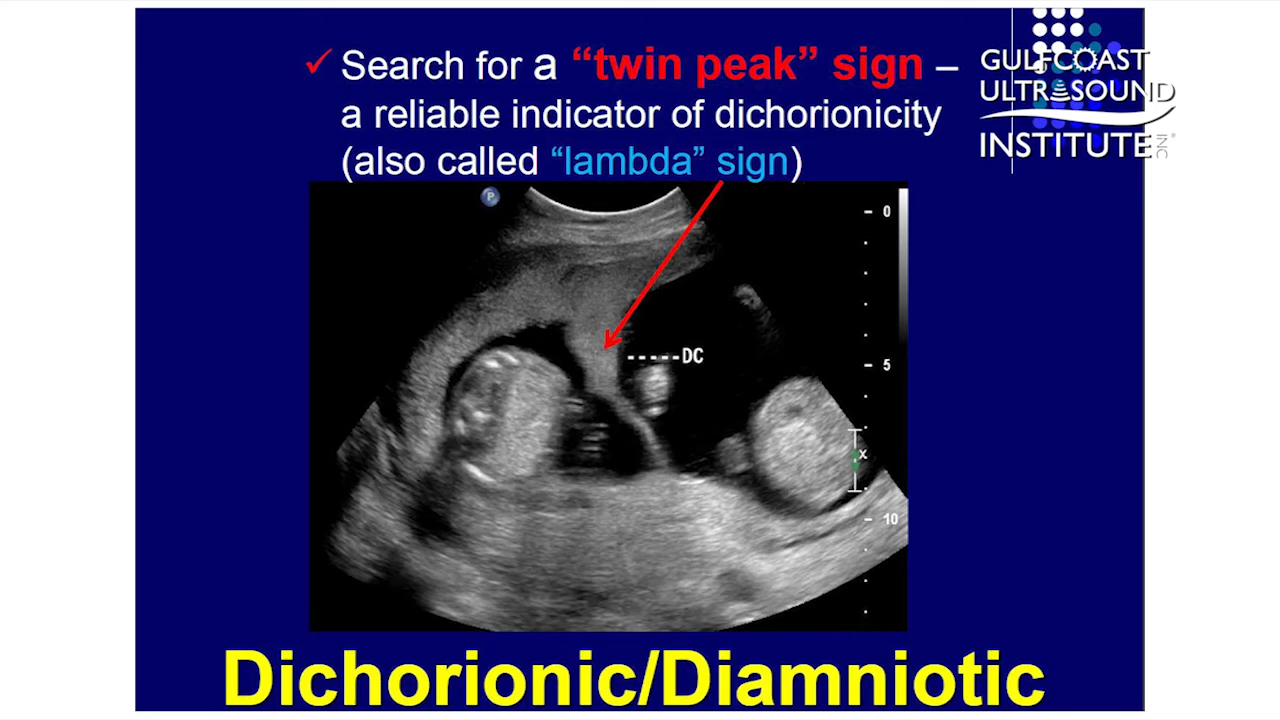 ✓ Search for a “twin peak” sign –
a reliable indicator of dichorionicity
(also called “lambda” sign)
GULFCOAST
ULTRASOUND
INSTITUTE INC
P
0
DC
5
x
10
Dichorionic/Diamniotic